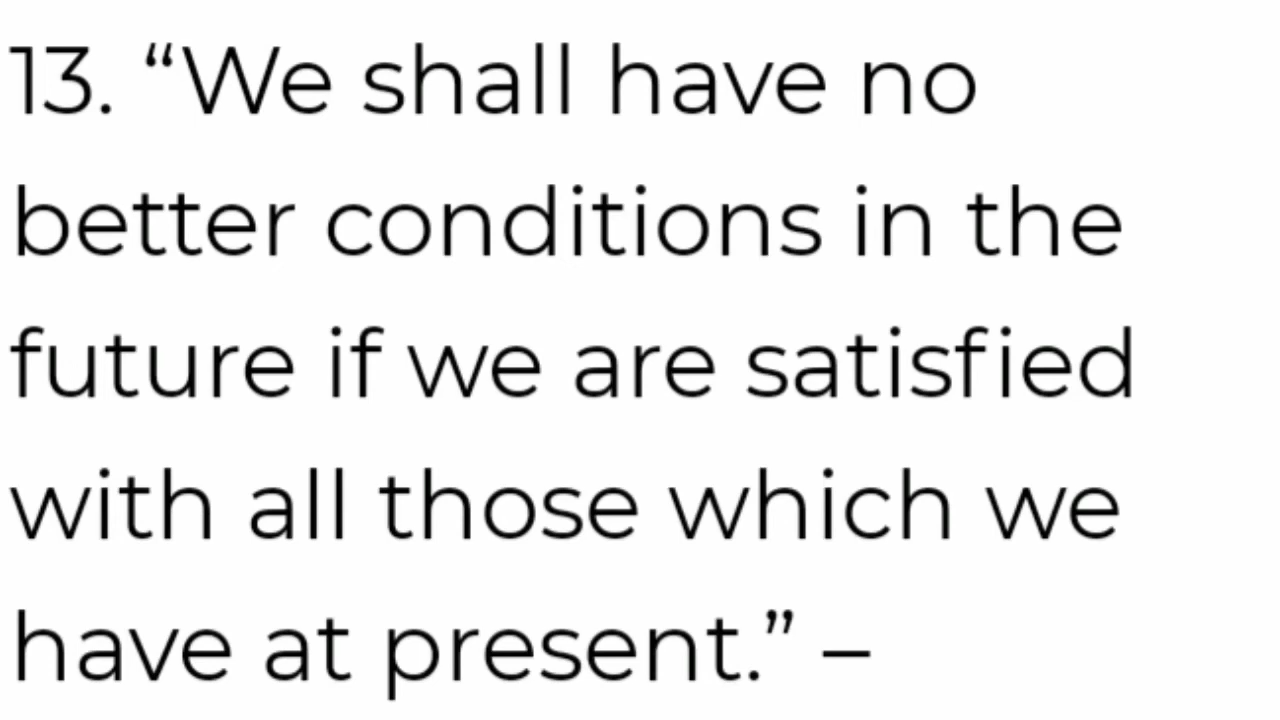 13. “We shall have no
better conditions in the
future if we are satisfied
with all those which we
have at present.” –